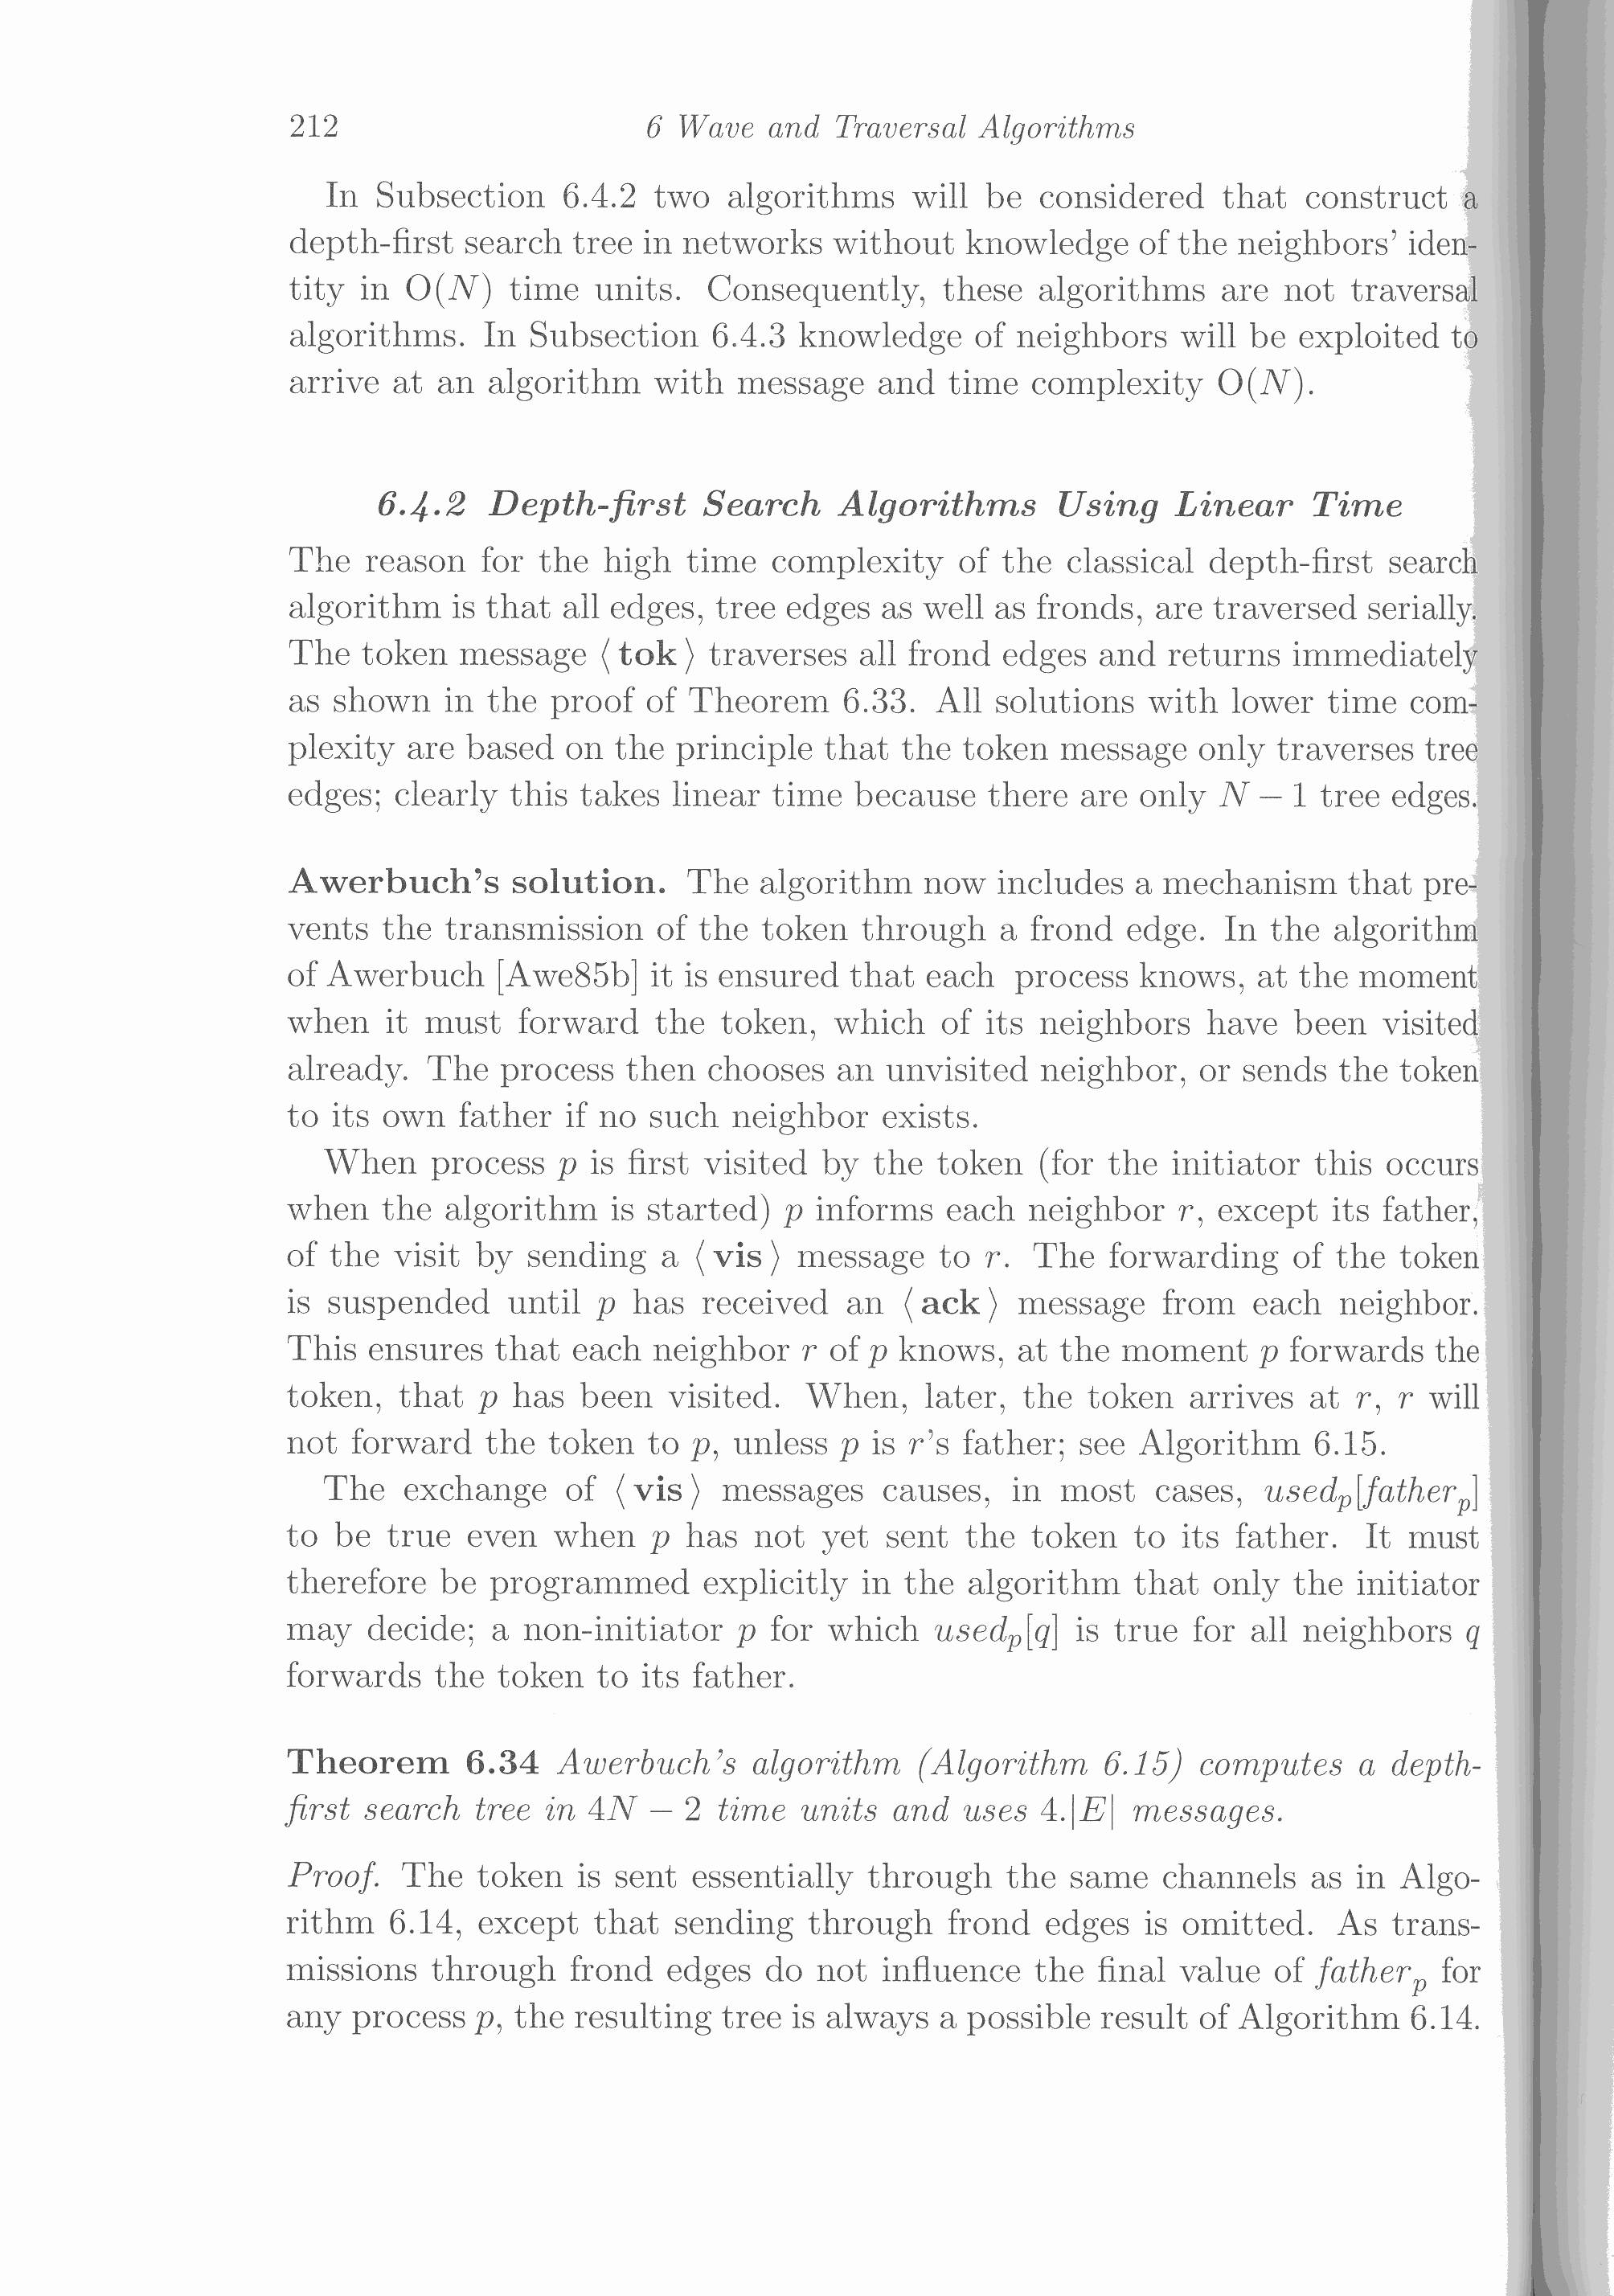 212 6 Wave and Traversal Algorithms
In Subsection 6.4.2 two algorithms will be considered that construct a
depth-first search tree in networks without knowledge of the neighbors' iden-
tity in O(N) time units. Consequently, these algorithms are not traversal
algorithms. In Subsection 6.4.3 knowledge of neighbors will be exploited to
arrive at an algorithm with message and time complexity O(N).
6.4.2 Depth-first Search Algorithms Using Linear Time
The reason for the high time complexity of the classical depth-first search
algorithm is that all edges, tree edges as well as fronds, are traversed serially.
The token message ⟨tok⟩ traverses all frond edges and returns immediately
as shown in the proof of Theorem 6.33. All solutions with lower time com-
plexity are based on the principle that the token message only traverses tree
edges; clearly this takes linear time because there are only N − 1 tree edges.
Awerbuch's solution. The algorithm now includes a mechanism that pre-
vents the transmission of the token through a frond edge. In the algorithm
of Awerbuch [Awe85b] it is ensured that each process knows, at the moment
when it must forward the token, which of its neighbors have been visited
already. The process then chooses an unvisited neighbor, or sends the token
to its own father if no such neighbor exists.
When process p is first visited by the token (for the initiator this occurs
when the algorithm is started) p informs each neighbor r, except its father,
of the visit by sending a ⟨vis⟩ message to r. The forwarding of the token
is suspended until p has received an ⟨ack⟩ message from each neighbor.
This ensures that each neighbor r of p knows, at the moment p forwards the
token, that p has been visited. When, later, the token arrives at r, r will
not forward the token to p, unless p is r's father; see Algorithm 6.15.
The exchange of ⟨vis⟩ messages causes, in most cases, used_p[father_p]
to be true even when p has not yet sent the token to its father. It must
therefore be programmed explicitly in the algorithm that only the initiator
may decide; a non-initiator p for which used_p[q] is true for all neighbors q
forwards the token to its father.
Theorem 6.34 Awerbuch's algorithm (Algorithm 6.15) computes a depth-
first search tree in 4N − 2 time units and uses 4.|E| messages.
Proof. The token is sent essentially through the same channels as in Algo-
rithm 6.14, except that sending through frond edges is omitted. As trans-
missions through frond edges do not influence the final value of father_p for
any process p, the resulting tree is always a possible result of Algorithm 6.14.